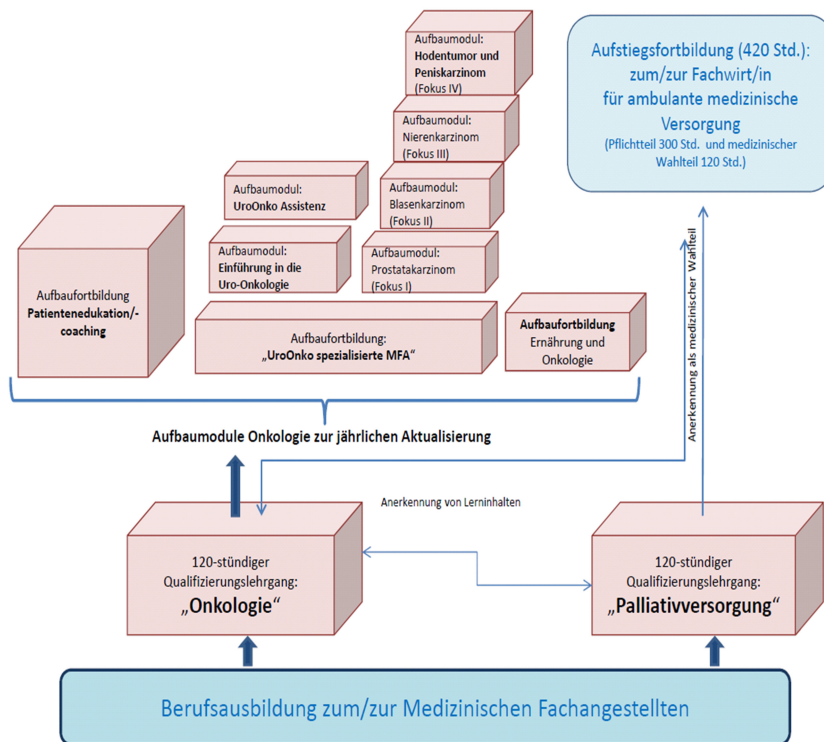 Aufbaumodul:
Hodentumor und
Peniskarzinom
(Fokus IV)
Aufstiegsfortbildung (420 Std.):
zum/zur Fachwirt/in
für ambulante medizinische
Versorgung
(Pflichtteil 300 Std. und medizinischer
Wahlteil 120 Std.)
Aufbaumodul:
Nierenkarzinom
(Fokus III)
Aufbaumodul:
UroOnko Assistenz
Aufbaumodul:
Blasenkarzinom
(Fokus II)
Aufbaumodul:
Einführung in die
Uro-Onkologie
Aufbaumodul:
Prostatakarzinom
(Fokus I)
Aufbaufortbildung
Patientenedukation/-
coaching
Aufbaufortbildung:
„UroOnko spezialisierte MFA“
Aufbaufortbildung
Ernährung und
Onkologie
Anerkennung als medizinischer Wahlteil
Aufbaumodule Onkologie zur jährlichen Aktualisierung
Anerkennung von Lerninhalten
120-stündiger
Qualifizierungslehrgang:
„Onkologie“
120-stündiger
Qualifizierungslehrgang:
„Palliativversorgung“
Berufsausbildung zum/zur Medizinischen Fachangestellten